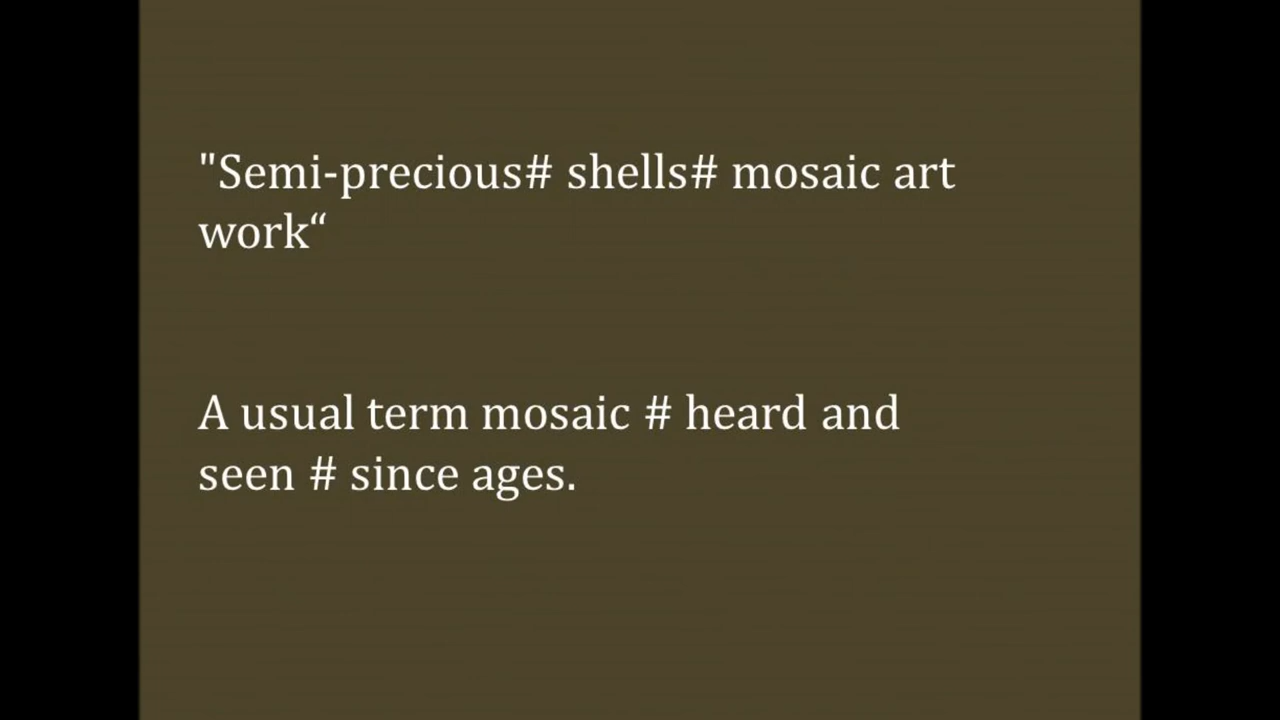 "Semi-precious# shells# mosaic art
work“
A usual term mosaic # heard and
seen # since ages.